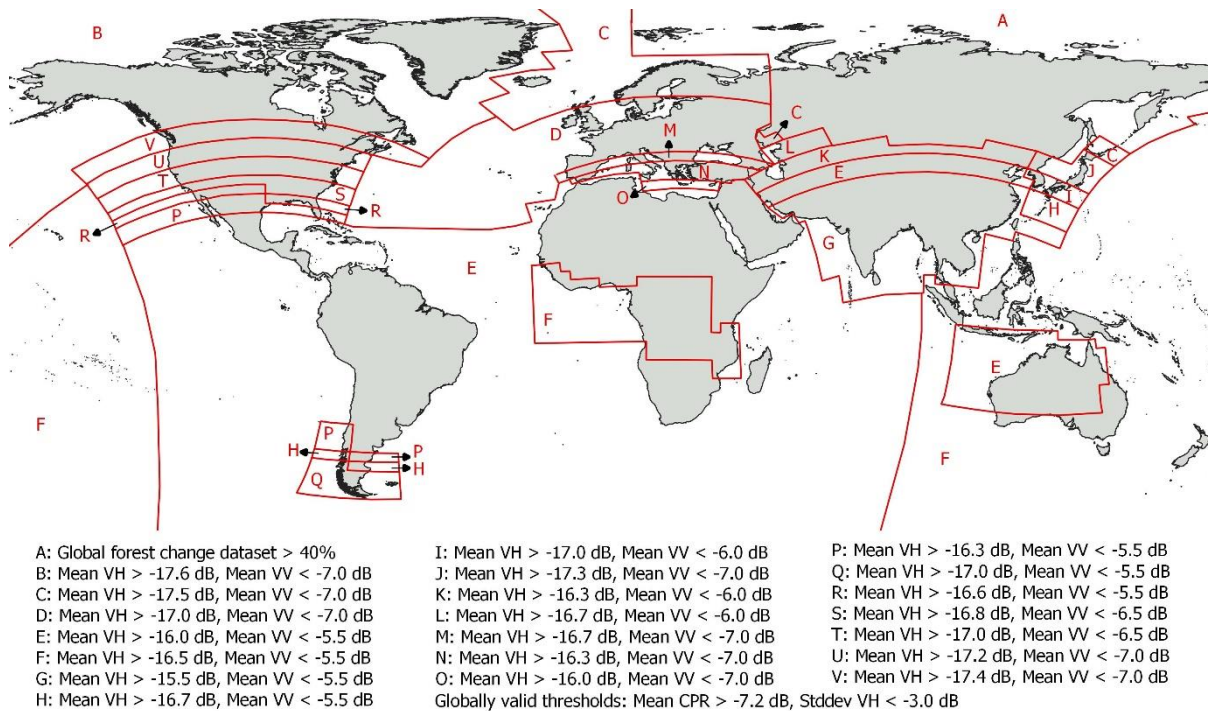 A
B
C
D
V
M
C
L
K
C
U
E
J
N
T
S
O
I
H
R
P
R
G
E
F
E
F
P
H
P
F
H
Q
A: Global forest change dataset > 40%
B: Mean VH > -17.6 dB, Mean VV < -7.0 dB
C: Mean VH > -17.5 dB, Mean VV < -7.0 dB
D: Mean VH > -17.0 dB, Mean VV < -7.0 dB
E: Mean VH > -16.0 dB, Mean VV < -5.5 dB
F: Mean VH > -16.5 dB, Mean VV < -5.5 dB
G: Mean VH > -15.5 dB, Mean VV < -5.5 dB
H: Mean VH > -16.7 dB, Mean VV < -5.5 dB
I: Mean VH > -17.0 dB, Mean VV < -6.0 dB
J: Mean VH > -17.3 dB, Mean VV < -7.0 dB
K: Mean VH > -16.3 dB, Mean VV < -6.0 dB
L: Mean VH > -16.7 dB, Mean VV < -6.0 dB
M: Mean VH > -16.7 dB, Mean VV < -7.0 dB
N: Mean VH > -16.3 dB, Mean VV < -7.0 dB
O: Mean VH > -16.0 dB, Mean VV < -7.0 dB
P: Mean VH > -16.3 dB, Mean VV < -5.5 dB
Q: Mean VH > -17.0 dB, Mean VV < -5.5 dB
R: Mean VH > -16.6 dB, Mean VV < -5.5 dB
S: Mean VH > -16.8 dB, Mean VV < -6.5 dB
T: Mean VH > -17.0 dB, Mean VV < -6.5 dB
U: Mean VH > -17.2 dB, Mean VV < -7.0 dB
V: Mean VH > -17.4 dB, Mean VV < -7.0 dB
Globally valid thresholds: Mean CPR > -7.2 dB, Stddev VH < -3.0 dB